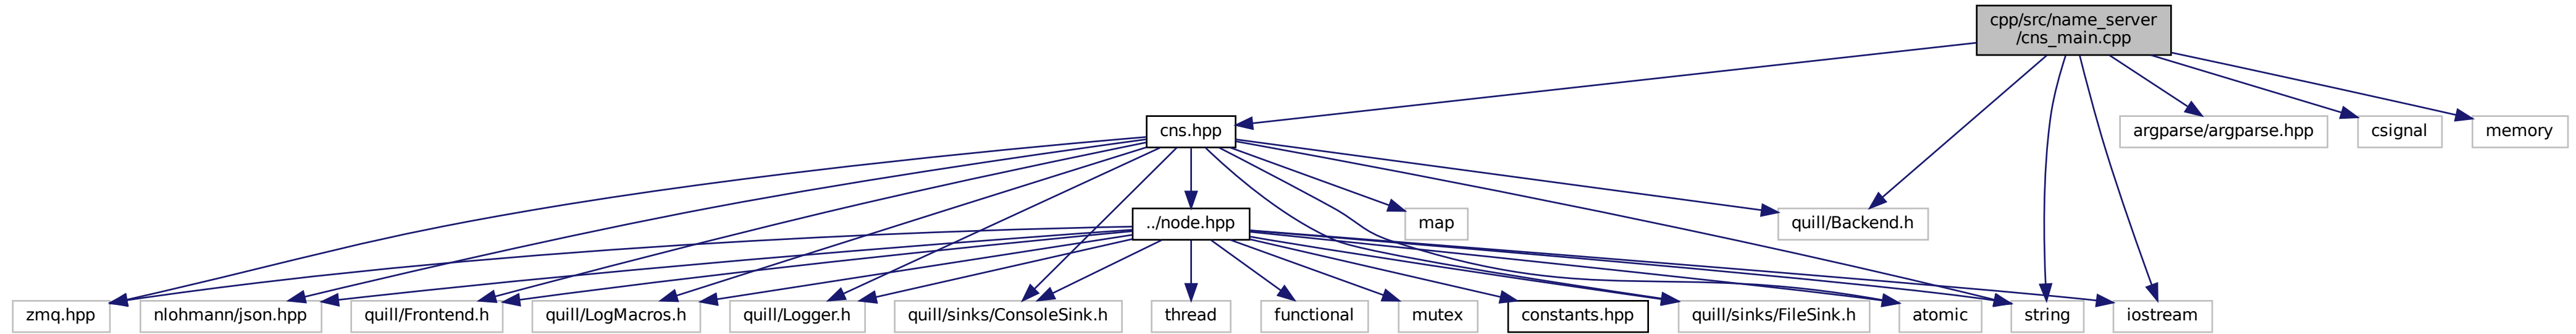 cpp/src/name_server
/cns_main.cpp
cns.hpp
argparse/argparse.hpp
csignal
memory
../node.hpp
map
quill/Backend.h
zmq.hpp
nlohmann/json.hpp
quill/Frontend.h
quill/LogMacros.h
quill/Logger.h
quill/sinks/ConsoleSink.h
thread
functional
mutex
constants.hpp
quill/sinks/FileSink.h
atomic
string
iostream